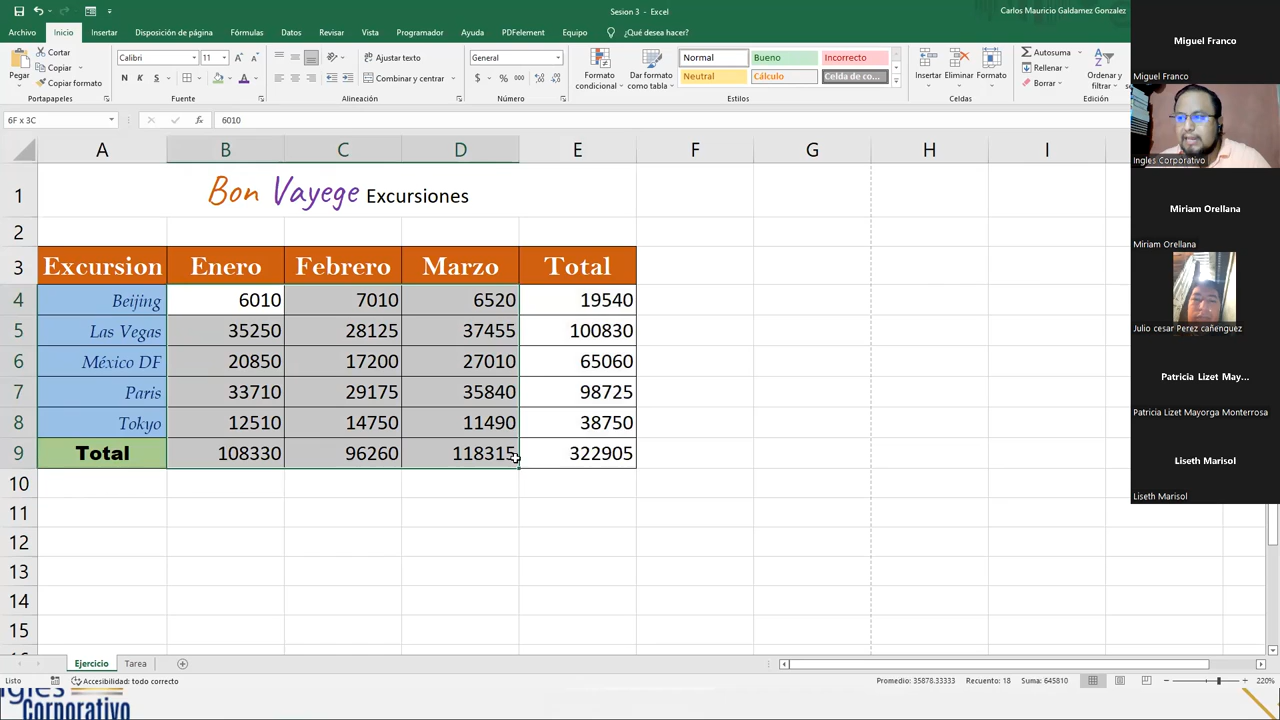 Sesion 3 - Excel
Carlos Mauricio Galdamez Gonzalez
Archivo Inicio Insertar Disposición de página Fórmulas Datos Revisar Vista Programador Ayuda PDFelement Equipo ¿Qué desea hacer?
Pegar
Cortar
Copiar
Copiar formato
Portapapeles
Calibri 11
N K S
Fuente
Ajustar texto
Combinar y centrar
Alineación
General
$ % 000
Número
Formato condicional
Dar formato como tabla
Normal Bueno Incorrecto
Neutral Cálculo Celda de co...
Estilos
Insertar Eliminar Formato
Celdas
Autosuma
Rellenar
Borrar
Ordenar y filtrar
Edición
6F x 3C fx 6010
A B C D E F G H I
1 Bon Vayege Excursiones
2
3 Excursion Enero Febrero Marzo Total
4 Beijing 6010 7010 6520 19540
5 Las Vegas 35250 28125 37455 100830
6 México DF 20850 17200 27010 65060
7 Paris 33710 29175 35840 98725
8 Tokyo 12510 14750 11490 38750
9 Total 108330 96260 118315 322905
10
11
12
13
14
15
Ejercicio Tarea
Listo Accesibilidad: todo correcto Promedio: 35878.33333 Recuento: 18 Suma: 645810 220%
Ingles
Corporativo
Miguel Franco
Miguel Franco
Ingles Corporativo
Miriam Orellana
Miriam Orellana
Julio cesar Perez cañenguez
Patricia Lizet May...
Patricia Lizet Mayorga Monterrosa
Liseth Marisol
Liseth Marisol